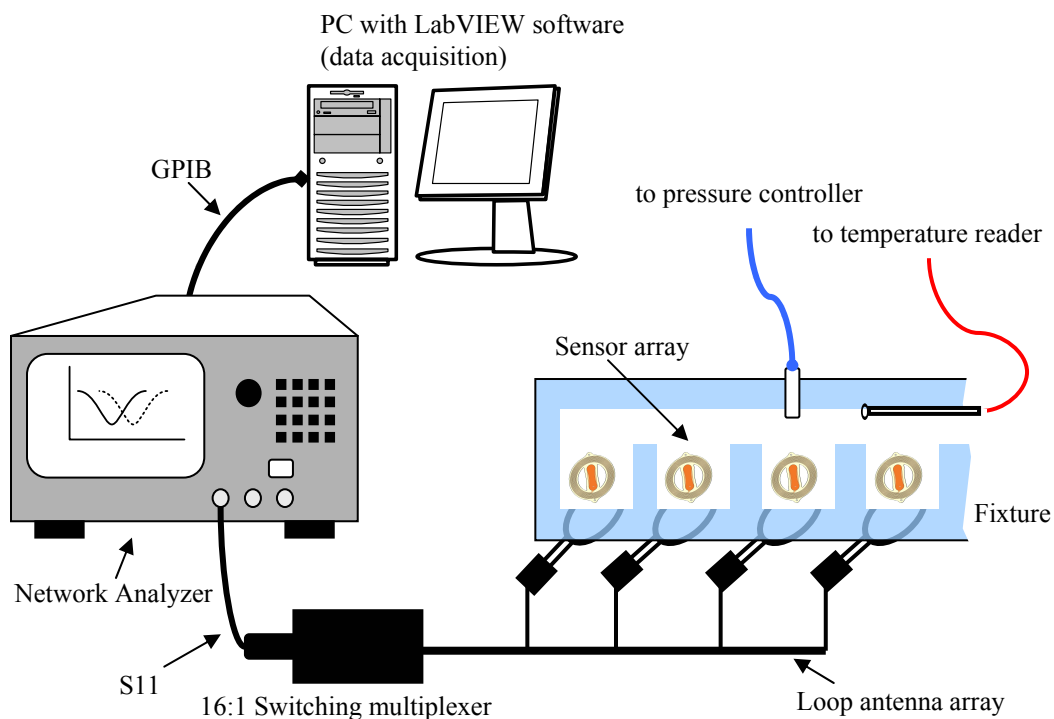 PC with LabVIEW software
(data acquisition)
GPIB
to pressure controller
to temperature reader
Sensor array
Fixture
Network Analyzer
S11
16:1 Switching multiplexer
Loop antenna array